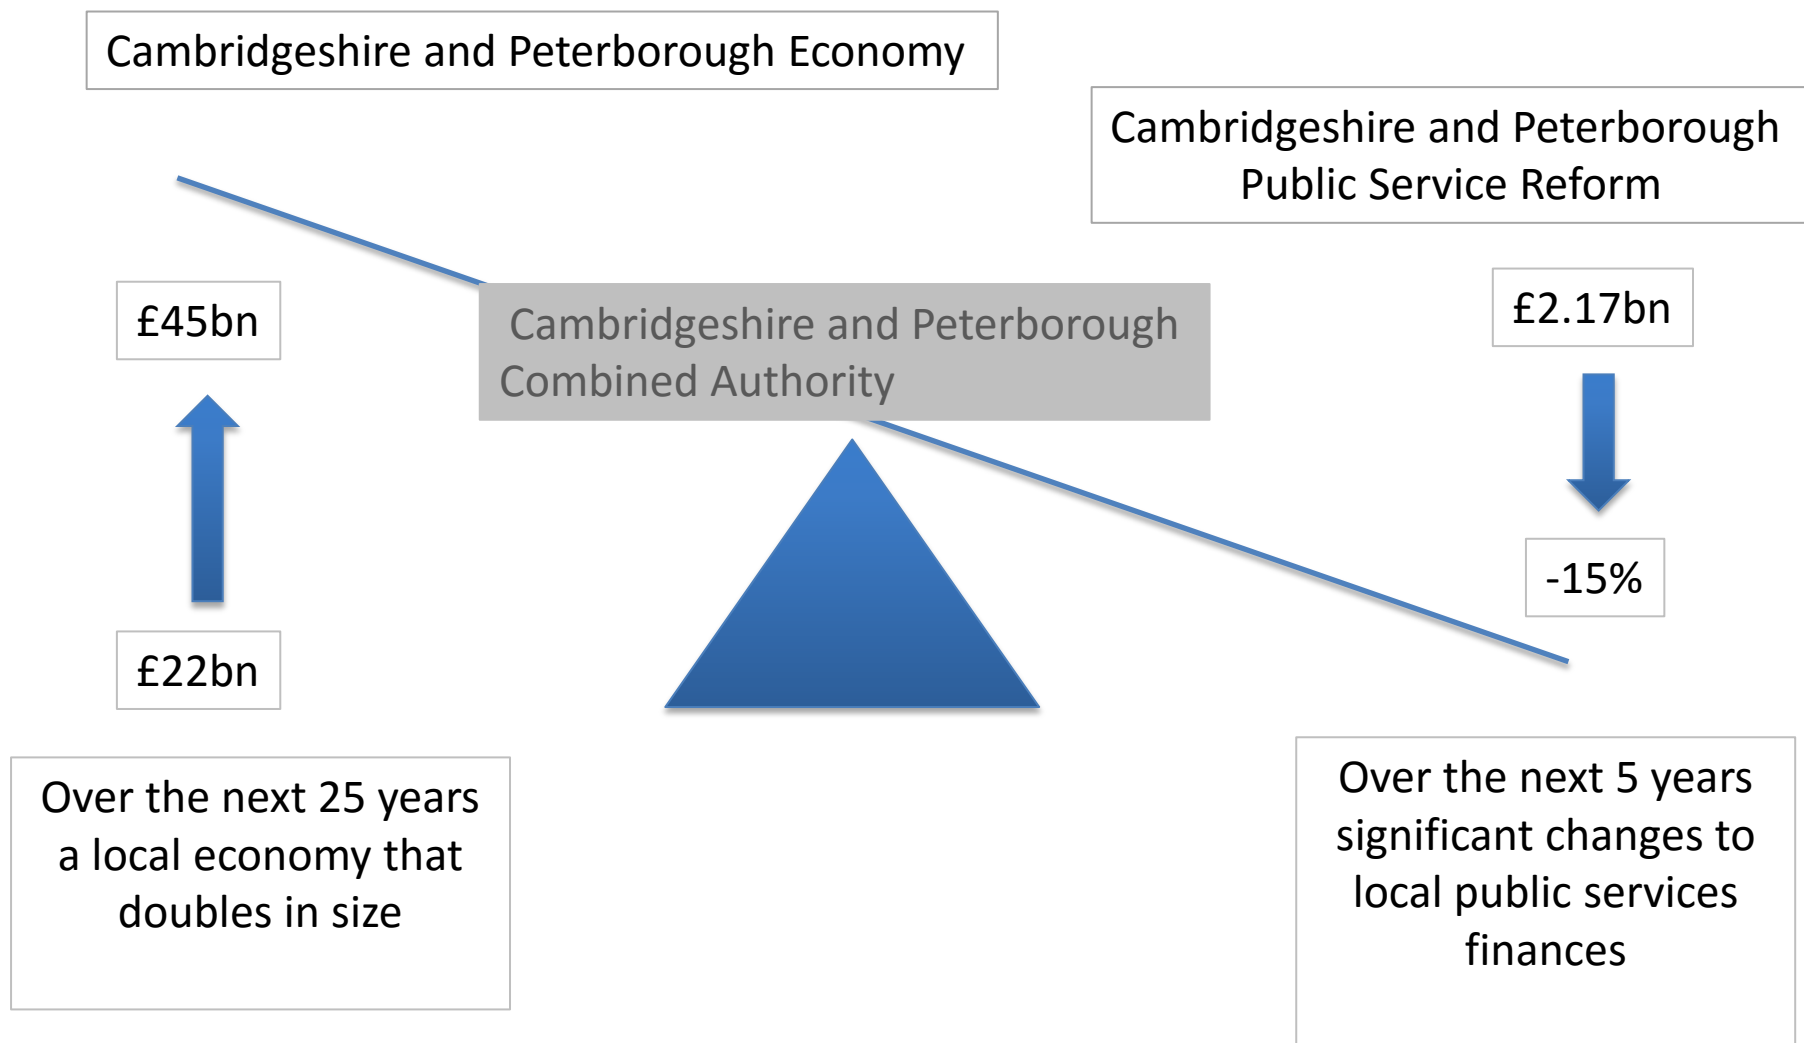 Cambridgeshire and Peterborough Economy
Cambridgeshire and Peterborough
Public Service Reform
£45bn
Cambridgeshire and Peterborough
Combined Authority
£2.17bn
-15%
£22bn
Over the next 25 years
a local economy that
doubles in size
Over the next 5 years
significant changes to
local public services
finances